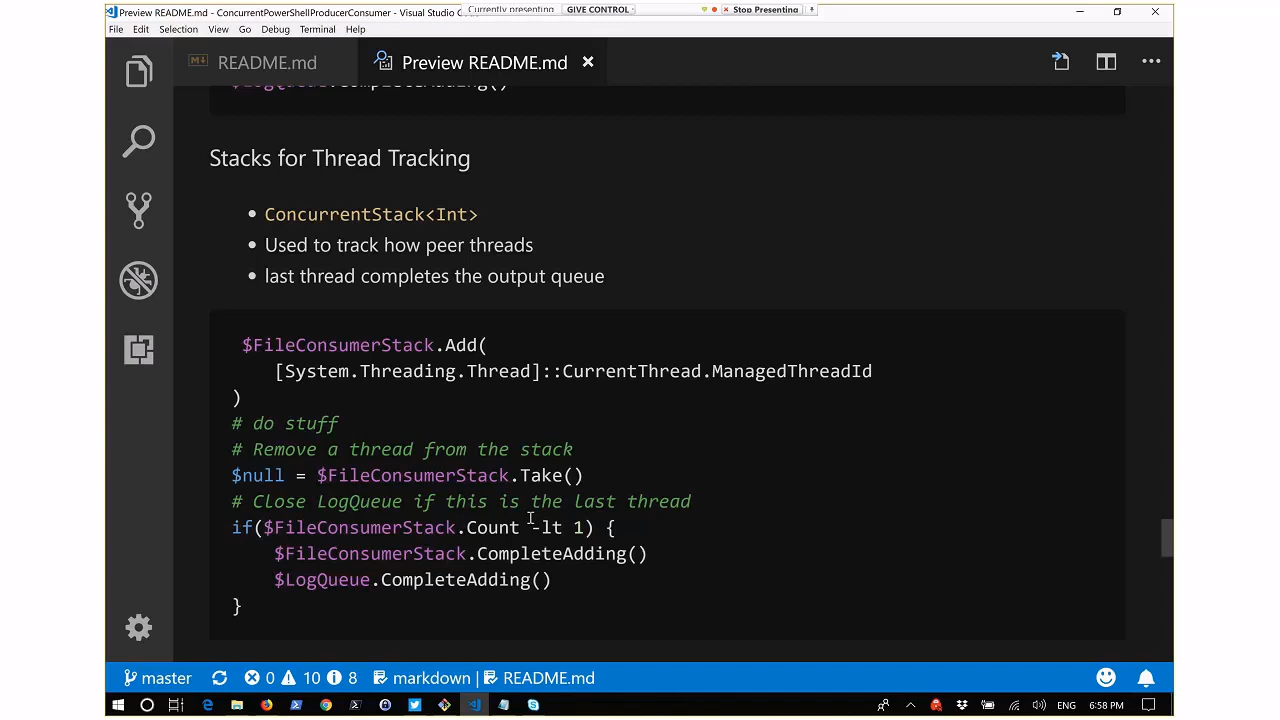 Preview README.md - ConcurrentPowerShellProducerConsumer - Visual Studio
Currently presenting
GIVE CONTROL
Stop Presenting
File Edit Selection View Go Debug Terminal Help
README.md
Preview README.md
Stacks for Thread Tracking
ConcurrentStack<Int>
Used to track how peer threads
last thread completes the output queue
$FileConsumerStack.Add(
[System.Threading.Thread]::CurrentThread.ManagedThreadId
)
# do stuff
# Remove a thread from the stack
$null = $FileConsumerStack.Take()
# Close LogQueue if this is the last thread
if($FileConsumerStack.Count -lt 1) {
$FileConsumerStack.CompleteAdding()
$LogQueue.CompleteAdding()
}
master 0 10 8 markdown | README.md
ENG 6:58 PM